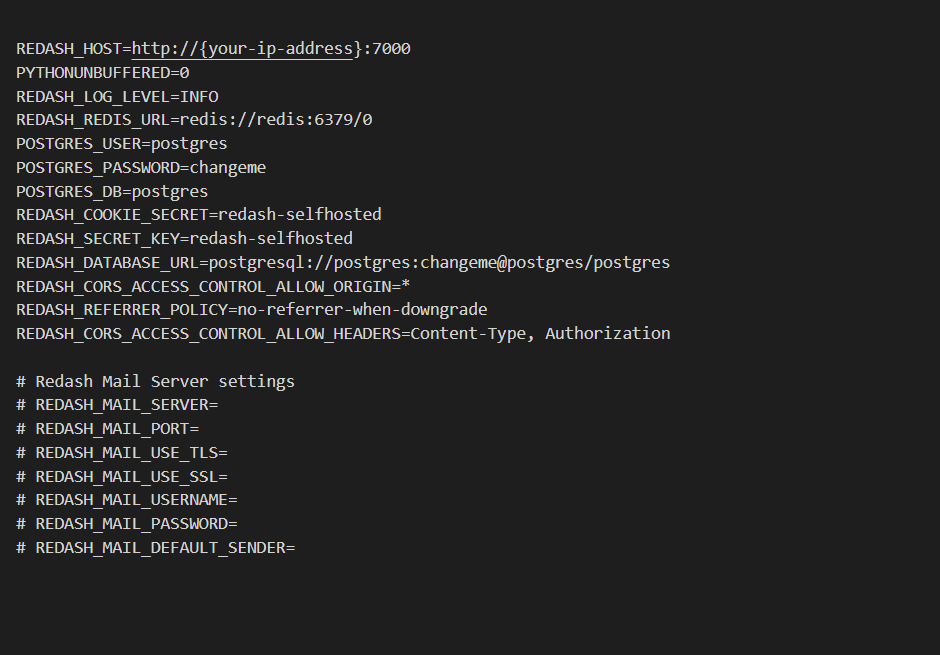 REDASH_HOST=http://{your-ip-address}:7000
PYTHONUNBUFFERED=0
REDASH_LOG_LEVEL=INFO
REDASH_REDIS_URL=redis://redis:6379/0
POSTGRES_USER=postgres
POSTGRES_PASSWORD=changeme
POSTGRES_DB=postgres
REDASH_COOKIE_SECRET=redash-selfhosted
REDASH_SECRET_KEY=redash-selfhosted
REDASH_DATABASE_URL=postgresql://postgres:changeme@postgres/postgres
REDASH_CORS_ACCESS_CONTROL_ALLOW_ORIGIN=*
REDASH_REFERRER_POLICY=no-referrer-when-downgrade
REDASH_CORS_ACCESS_CONTROL_ALLOW_HEADERS=Content-Type, Authorization

# Redash Mail Server settings
# REDASH_MAIL_SERVER=
# REDASH_MAIL_PORT=
# REDASH_MAIL_USE_TLS=
# REDASH_MAIL_USE_SSL=
# REDASH_MAIL_USERNAME=
# REDASH_MAIL_PASSWORD=
# REDASH_MAIL_DEFAULT_SENDER=